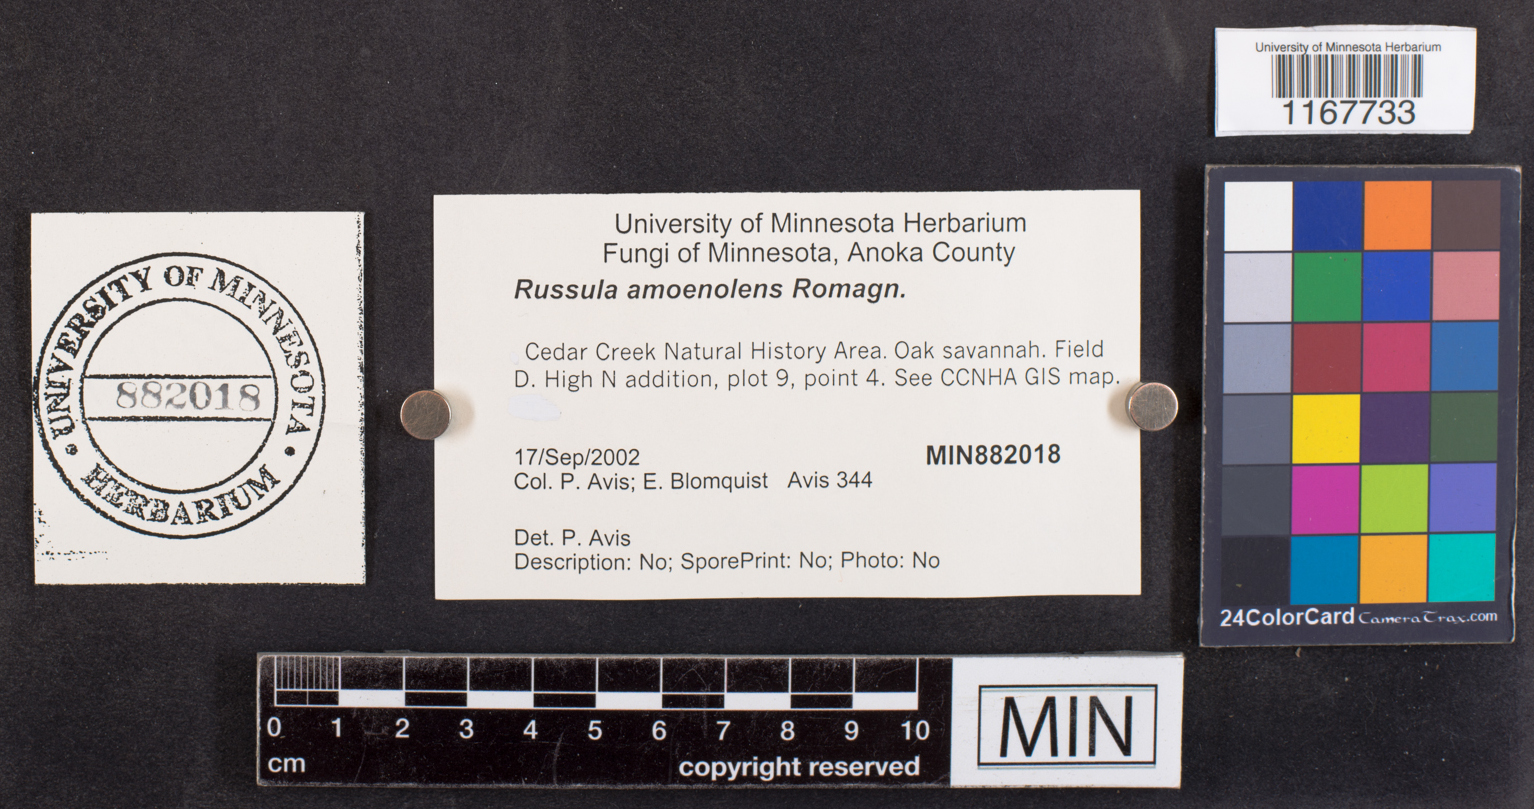 University of Minnesota Herbarium
1167733
UNIVERSITY OF MINNESOTA
882018
HERBARIUM
University of Minnesota Herbarium
Fungi of Minnesota, Anoka County
Russula amoenolens Romagn.
Cedar Creek Natural History Area. Oak savannah. Field
D. High N addition, plot 9, point 4. See CCNHA GIS map.
17/Sep/2002
MIN882018
Col. P. Avis; E. Blomquist Avis 344
Det. P. Avis
Description: No; SporePrint: No; Photo: No
24ColorCard CameraTrax.com
0 1 2 3 4 5 6 7 8 9 10
cm
copyright reserved
MIN